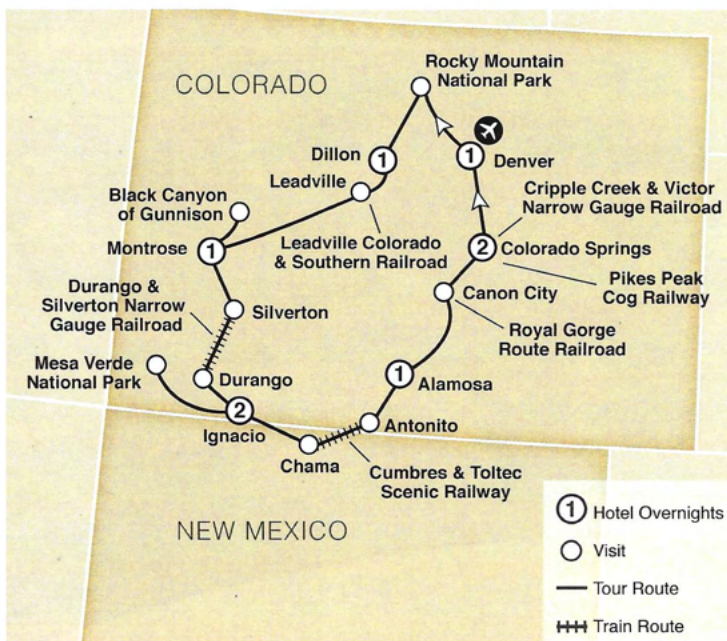 Rocky Mountain
National Park
COLORADO
Dillon
1
1
Denver
Leadville
Black Canyon
of Gunnison
Cripple Creek & Victor
Narrow Gauge Railroad
Montrose
1
Leadville Colorado
& Southern Railroad
2
Colorado Springs
Pikes Peak
Cog Railway
Durango &
Silverton Narrow
Gauge Railroad
Silverton
Canon City
Royal Gorge
Route Railroad
Mesa Verde
National Park
Durango
1
Alamosa
2
Ignacio
Antonito
Chama
Cumbres & Toltec
Scenic Railway
NEW MEXICO
1 Hotel Overnights
Visit
Tour Route
Train Route